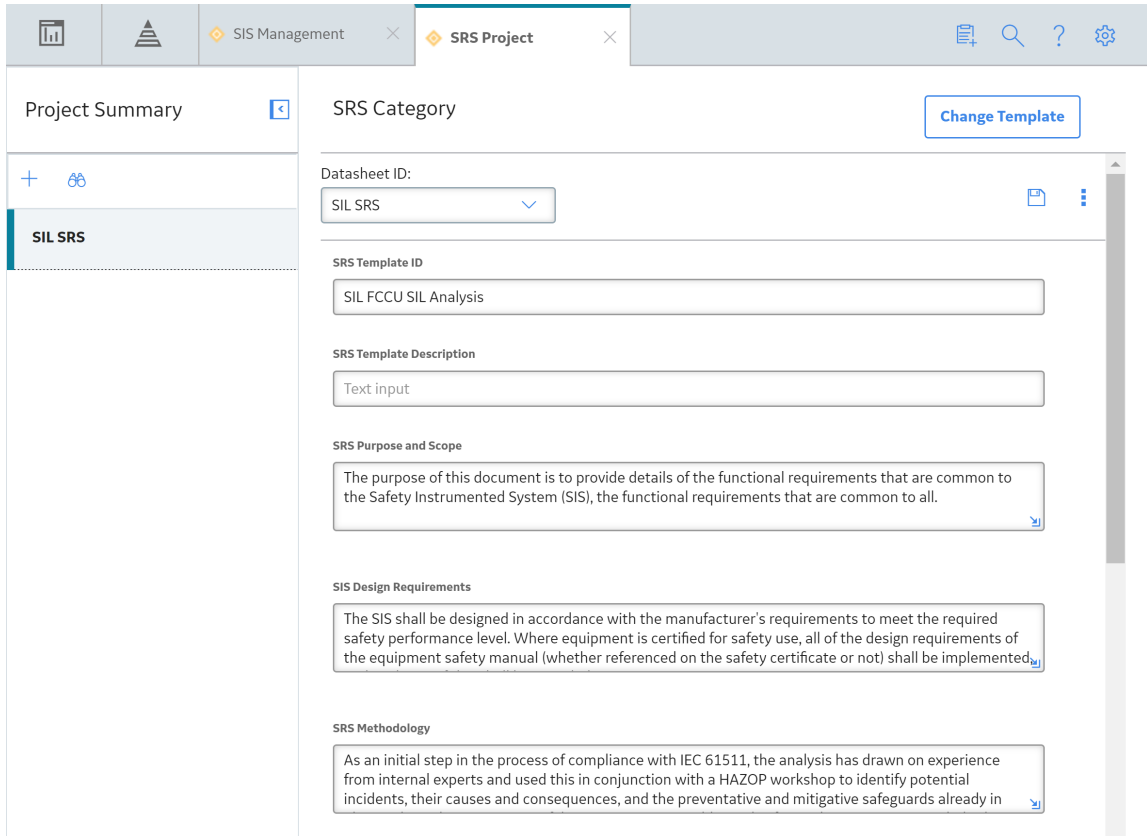 SIS Management
SRS Project
Project Summary
SRS Category
Change Template
Datasheet ID:
SIL SRS
SIL SRS
SRS Template ID
SIL FCCU SIL Analysis
SRS Template Description
Text input
SRS Purpose and Scope
The purpose of this document is to provide details of the functional requirements that are common to
the Safety Instrumented System (SIS), the functional requirements that are common to all.
SIS Design Requirements
The SIS shall be designed in accordance with the manufacturer's requirements to meet the required
safety performance level. Where equipment is certified for safety use, all of the design requirements of
the equipment safety manual (whether referenced on the safety certificate or not) shall be implemented
SRS Methodology
As an initial step in the process of compliance with IEC 61511, the analysis has drawn on experience
from internal experts and used this in conjunction with a HAZOP workshop to identify potential
incidents, their causes and consequences, and the preventative and mitigative safeguards already in